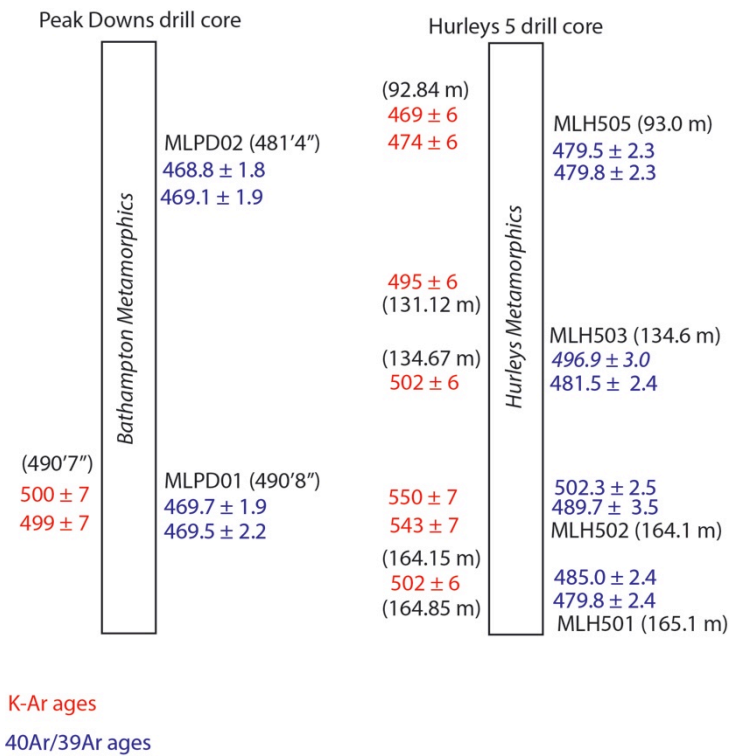 Peak Downs drill core
Bathampton Metamorphics
MLPD02 (481’4”)
468.8 ± 1.8
469.1 ± 1.9
(490’7”)
500 ± 7
499 ± 7
MLPD01 (490’8”)
469.7 ± 1.9
469.5 ± 2.2
Hurleys 5 drill core
Hurleys Metamorphics
(92.84 m)
469 ± 6
474 ± 6
MLH505 (93.0 m)
479.5 ± 2.3
479.8 ± 2.3
495 ± 6
(131.12 m)
(134.67 m)
502 ± 6
MLH503 (134.6 m)
496.9 ± 3.0
481.5 ± 2.4
550 ± 7
543 ± 7
(164.15 m)
502 ± 6
(164.85 m)
502.3 ± 2.5
489.7 ± 3.5
MLH502 (164.1 m)
485.0 ± 2.4
479.8 ± 2.4
MLH501 (165.1 m)
K-Ar ages
40Ar/39Ar ages